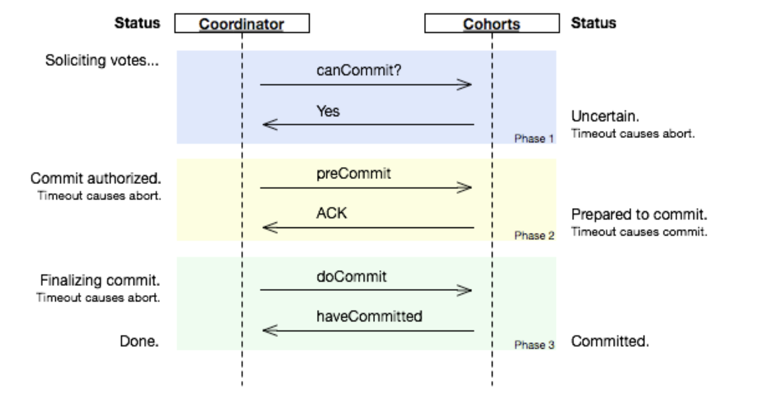 Status Coordinator Cohorts Status
Soliciting votes...
canCommit?
Yes
Uncertain.
Phase 1 Timeout causes abort.
preCommit
Commit authorized.
Timeout causes abort.
ACK
Prepared to commit.
Phase 2 Timeout causes commit.
doCommit
Finalizing commit.
Timeout causes abort.
haveCommitted
Done. Phase 3 Committed.